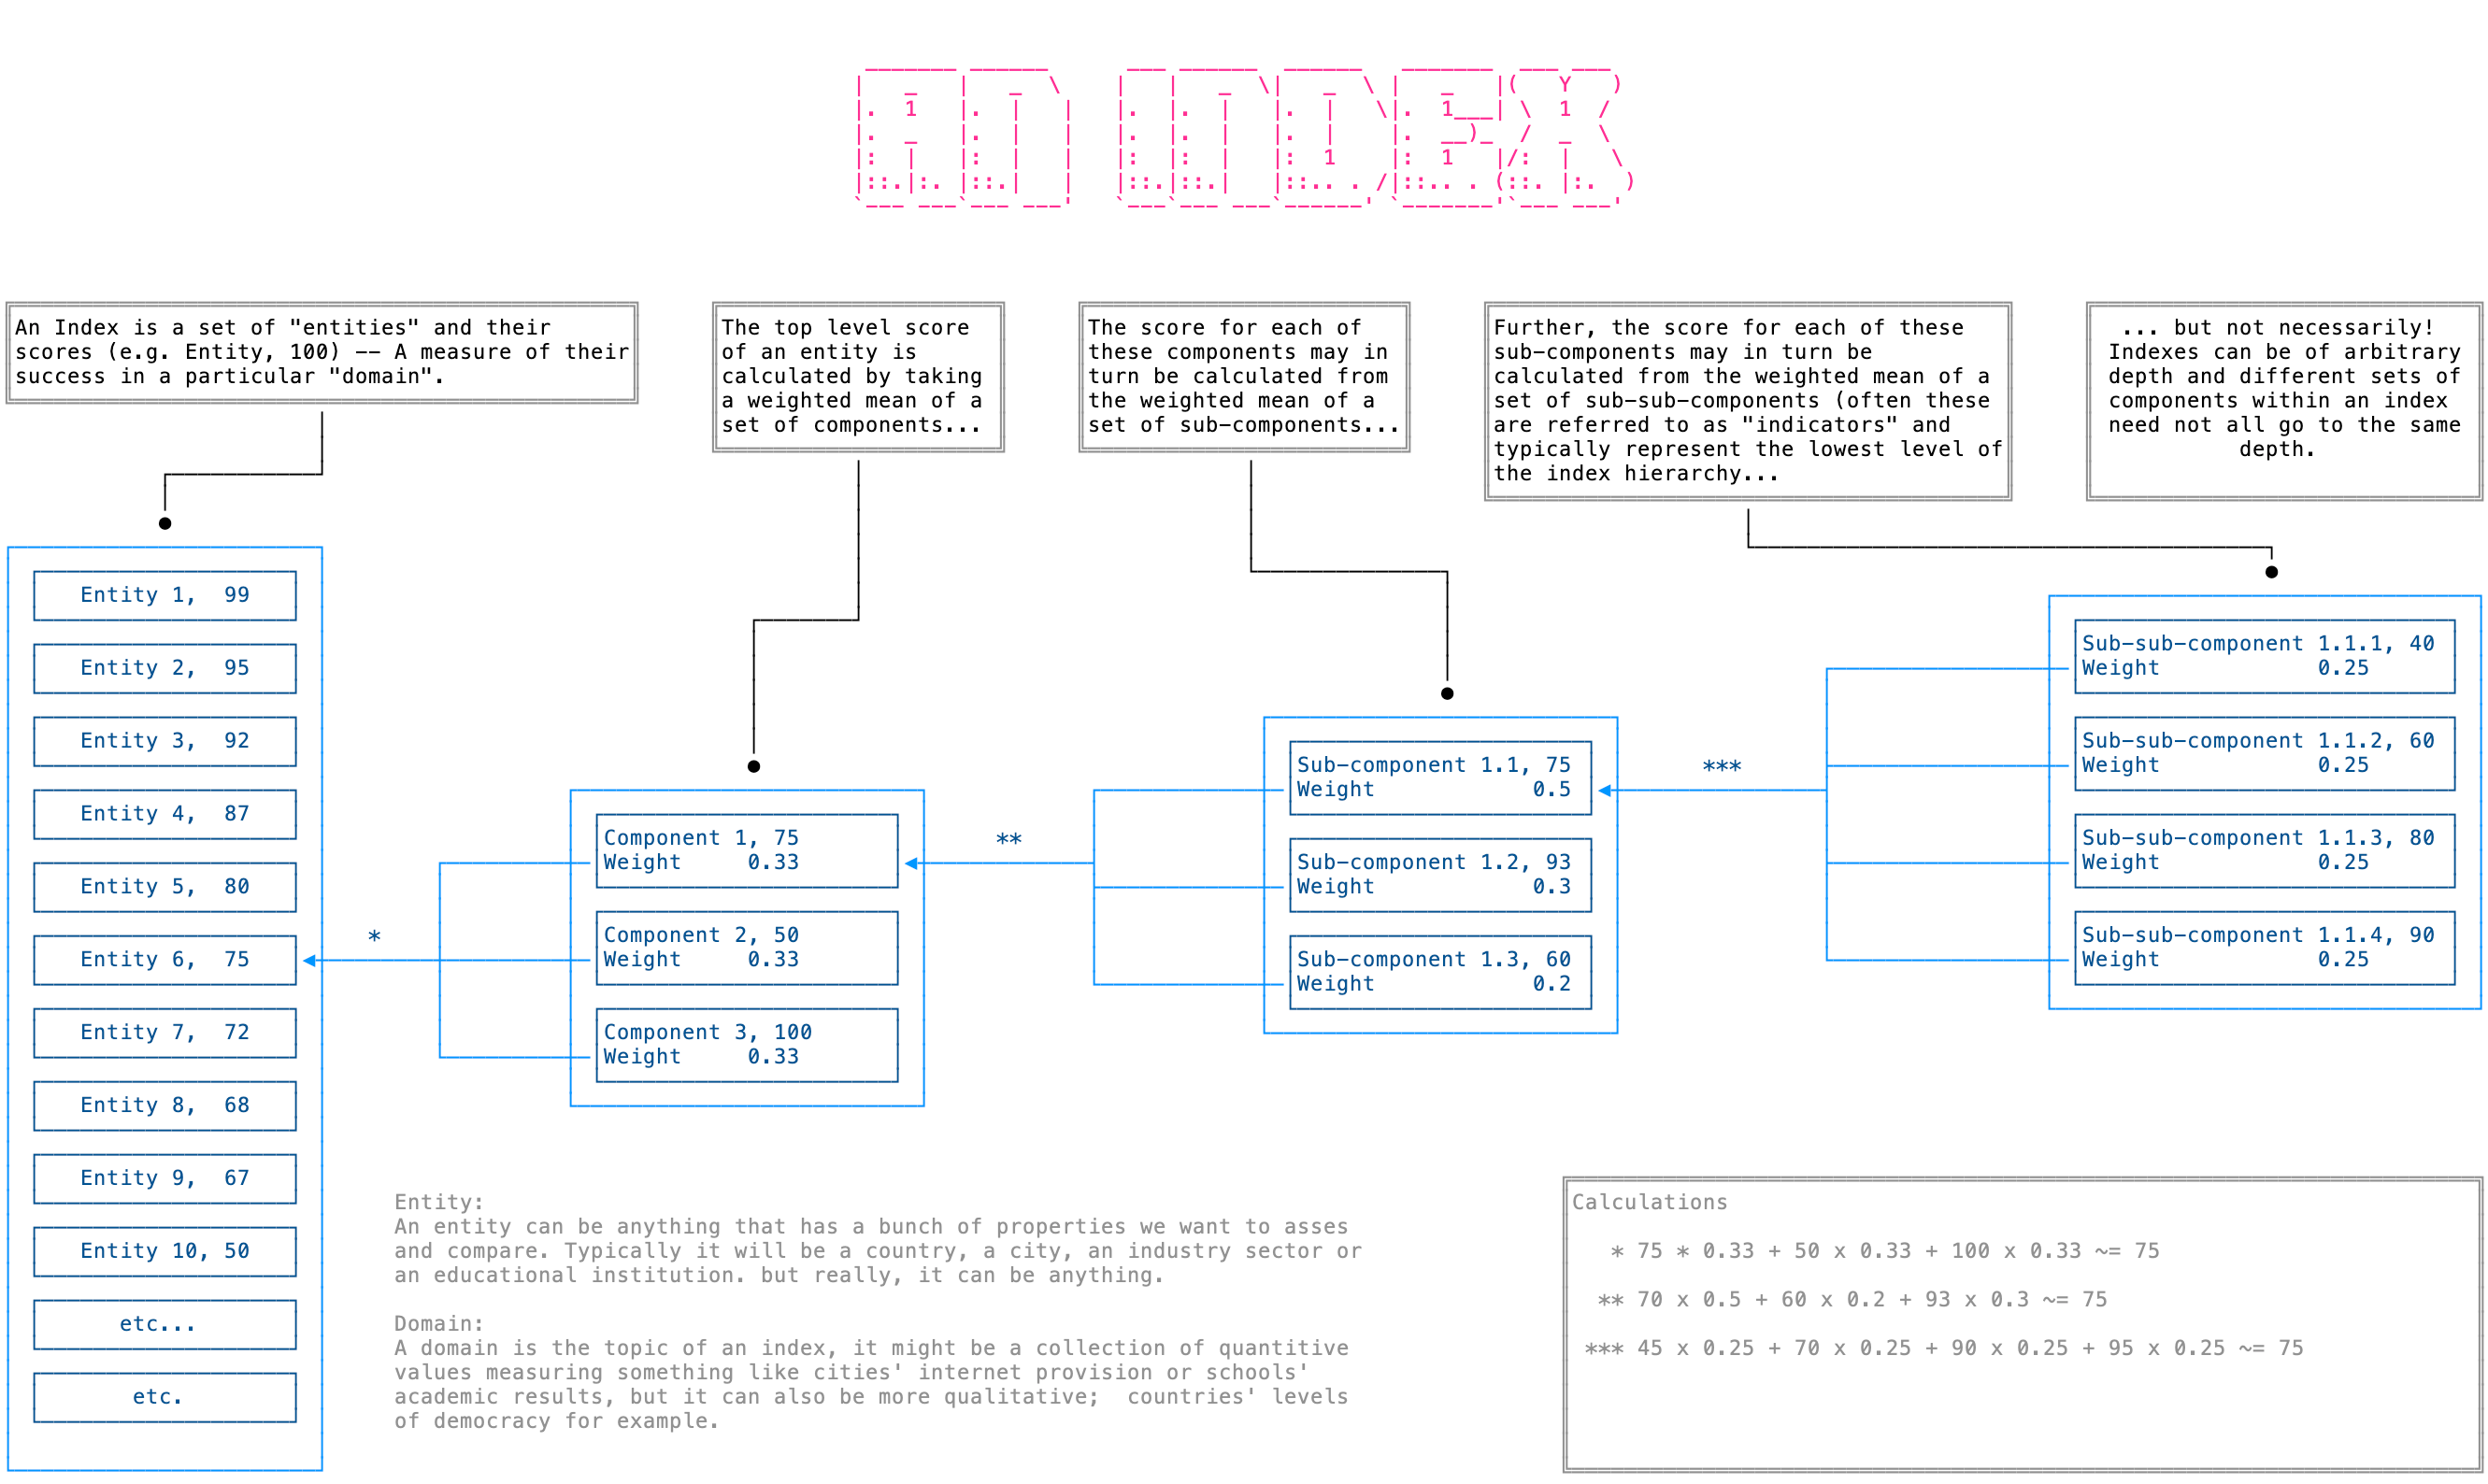 AN INDEX
An Index is a set of "entities" and their
scores (e.g. Entity, 100) -- A measure of their
success in a particular "domain".
The top level score
of an entity is
calculated by taking
a weighted mean of a
set of components...
The score for each of
these components may in
turn be calculated from
the weighted mean of a
set of sub-components...
Further, the score for each of these
sub-components may in turn be
calculated from the weighted mean of a
set of sub-sub-components (often these
are referred to as "indicators" and
typically represent the lowest level of
the index hierarchy...
... but not necessarily!
Indexes can be of arbitrary
depth and different sets of
components within an index
need not all go to the same
depth.
Entity 1, 99
Entity 2, 95
Entity 3, 92
Entity 4, 87
Entity 5, 80
Entity 6, 75
Entity 7, 72
Entity 8, 68
Entity 9, 67
Entity 10, 50
etc...
etc.
*
Component 1, 75
Weight 0.33
Component 2, 50
Weight 0.33
Component 3, 100
Weight 0.33
**
Sub-component 1.1, 75
Weight 0.5
Sub-component 1.2, 93
Weight 0.3
Sub-component 1.3, 60
Weight 0.2
***
Sub-sub-component 1.1.1, 40
Weight 0.25
Sub-sub-component 1.1.2, 60
Weight 0.25
Sub-sub-component 1.1.3, 80
Weight 0.25
Sub-sub-component 1.1.4, 90
Weight 0.25
Entity:
An entity can be anything that has a bunch of properties we want to asses
and compare. Typically it will be a country, a city, an industry sector or
an educational institution. but really, it can be anything.
Domain:
A domain is the topic of an index, it might be a collection of quantitive
values measuring something like cities' internet provision or schools'
academic results, but it can also be more qualitative; countries' levels
of democracy for example.
Calculations
* 75 * 0.33 + 50 x 0.33 + 100 x 0.33 ~= 75
** 70 x 0.5 + 60 x 0.2 + 93 x 0.3 ~= 75
*** 45 x 0.25 + 70 x 0.25 + 90 x 0.25 + 95 x 0.25 ~= 75